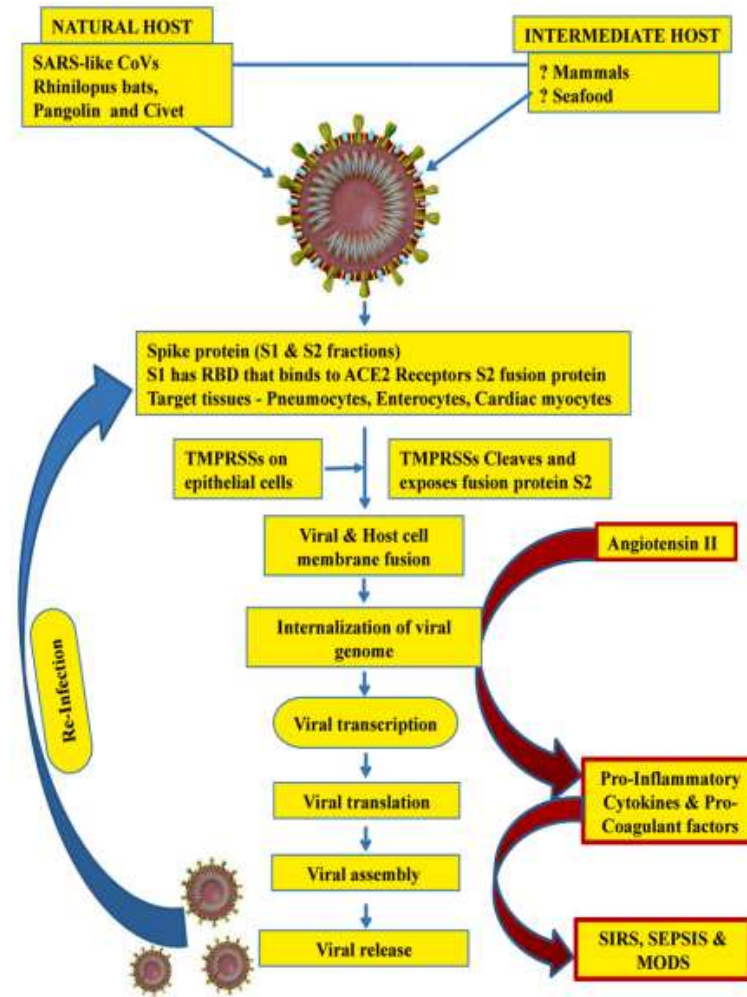 NATURAL HOST
SARS-like CoVs
Rhinilopus bats,
Pangolin and Civet
INTERMEDIATE HOST
? Mammals
? Seafood
Spike protein (S1 & S2 fractions)
S1 has RBD that binds to ACE2 Receptors S2 fusion protein
Target tissues - Pneumocytes, Enterocytes, Cardiac myocytes
TMPRSSs on
epithelial cells
TMPRSSs Cleaves and
exposes fusion protein S2
Viral & Host cell
membrane fusion
Angiotensin II
Internalization of viral
genome
Re-Infection
Viral transcription
Pro-Inflammatory
Cytokines & Pro-
Coagulant factors
Viral translation
Viral assembly
Viral release
SIRS, SEPSIS &
MODS